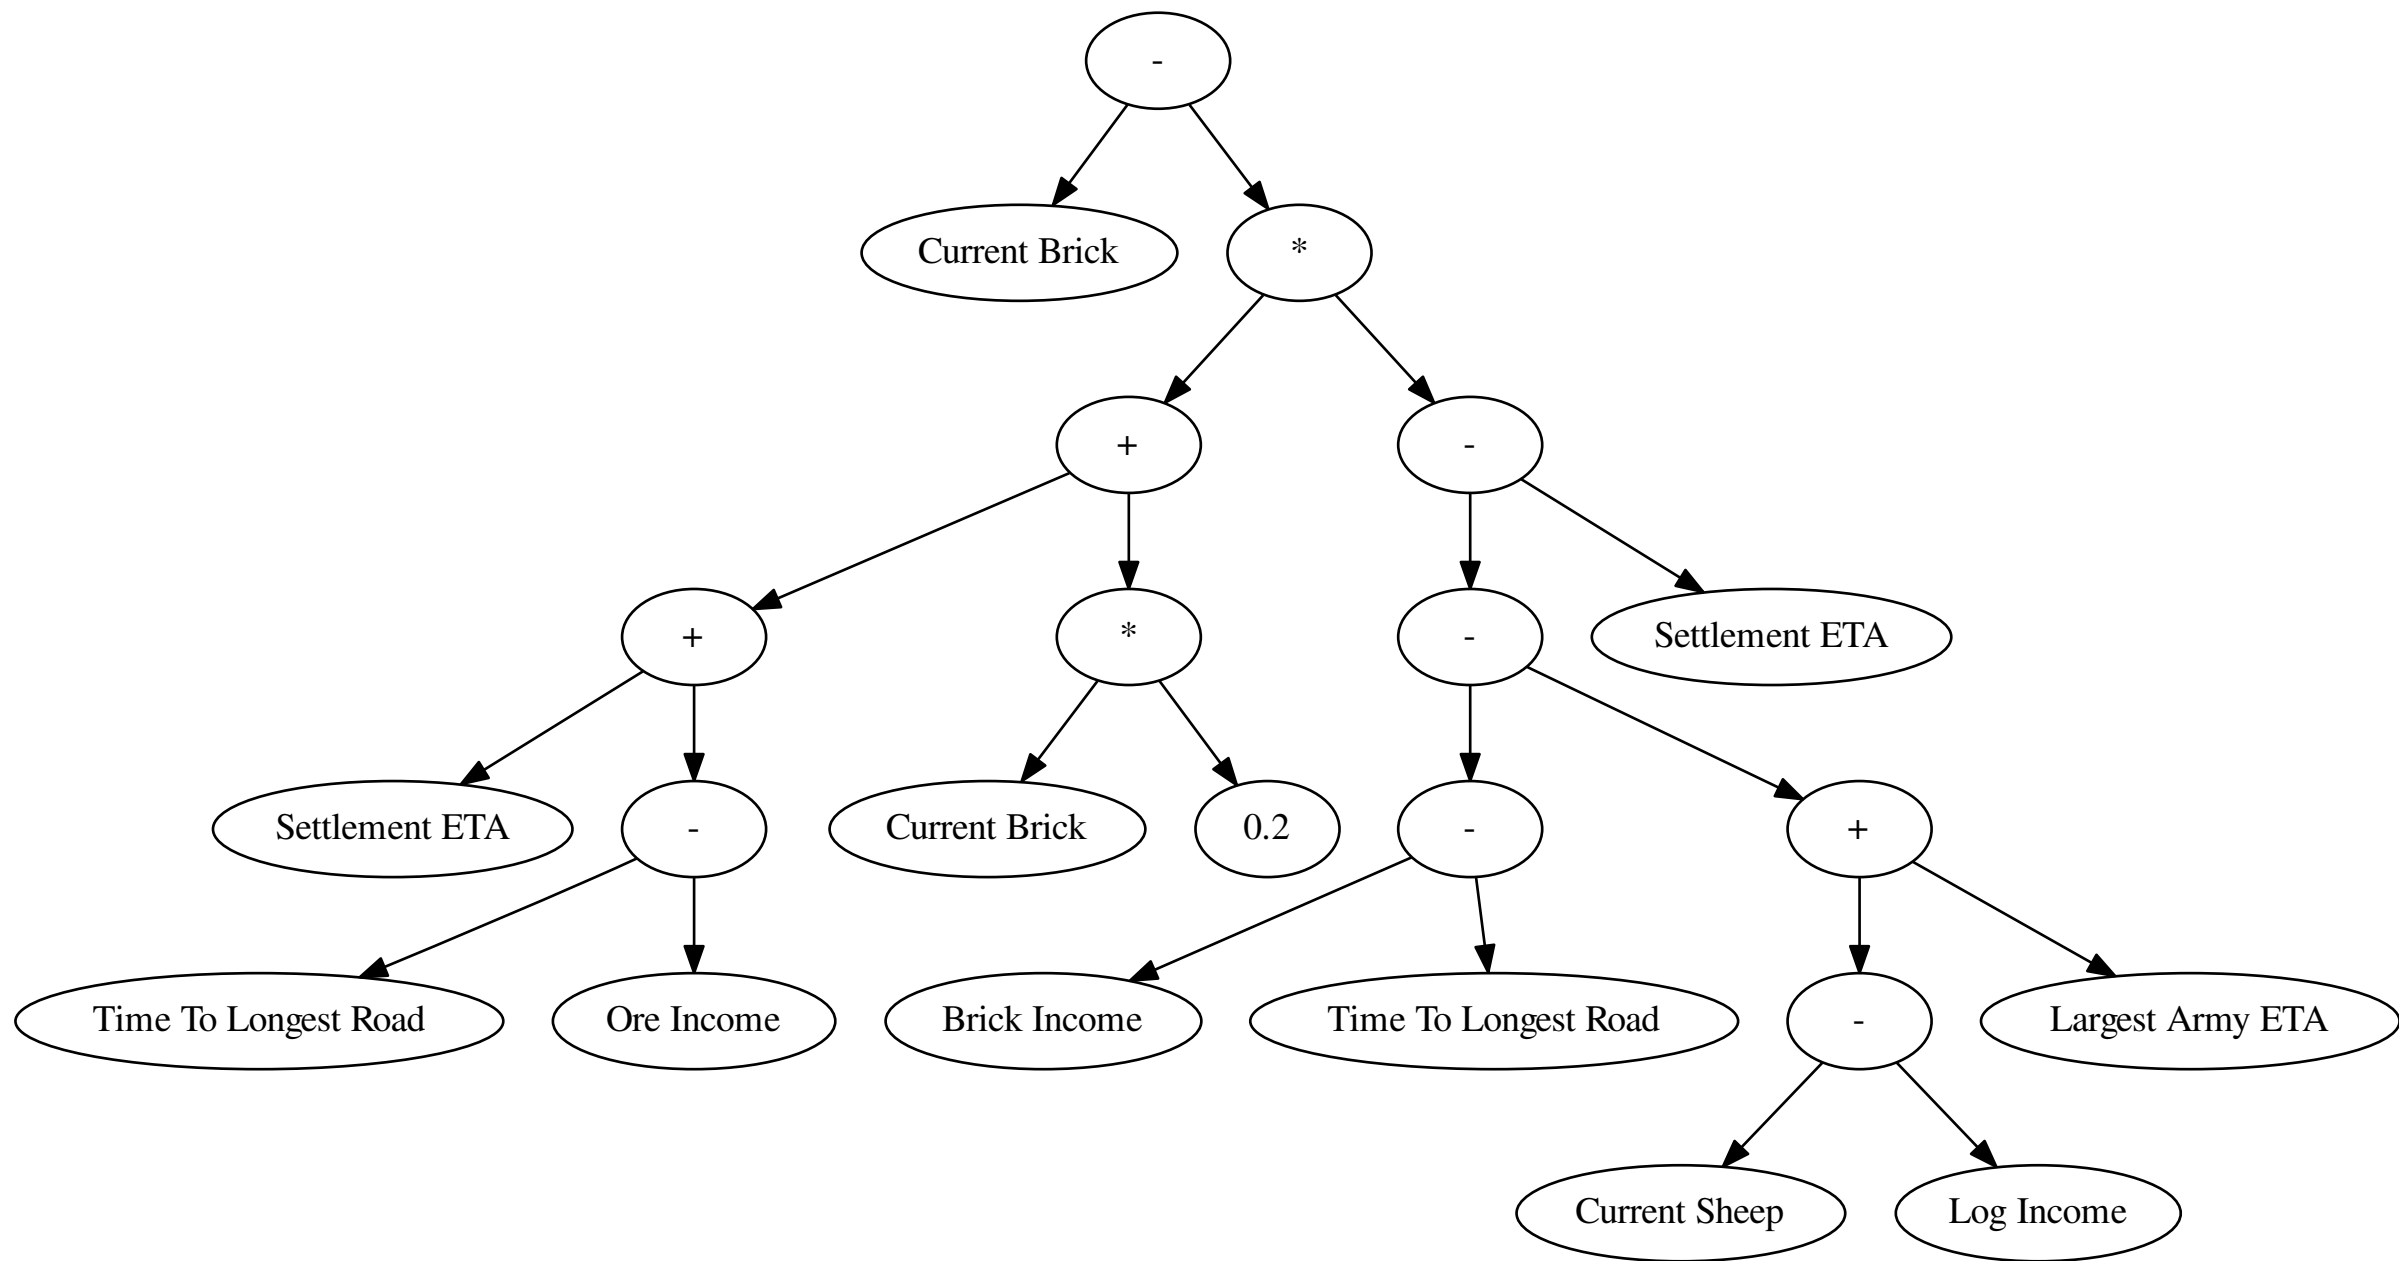 -
Current Brick
*
+
-
+
*
-
Settlement ETA
Settlement ETA
-
Current Brick
0.2
-
+
Time To Longest Road
Ore Income
Brick Income
Time To Longest Road
-
Largest Army ETA
Current Sheep
Log Income